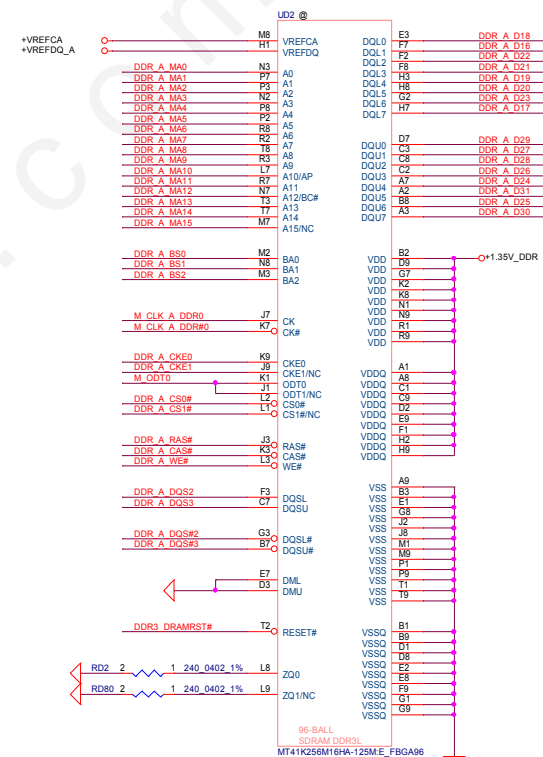 UD2 @
+VREFCA M8 VREFCA
+VREFDQ_A H1 VREFDQ
DDR_A_MA0 N3 A0
DDR_A_MA1 P7 A1
DDR_A_MA2 P3 A2
DDR_A_MA3 N2 A3
DDR_A_MA4 P8 A4
DDR_A_MA5 P2 A5
DDR_A_MA6 R8 A6
DDR_A_MA7 R2 A7
DDR_A_MA8 T8 A8
DDR_A_MA9 R3 A9
DDR_A_MA10 L7 A10/AP
DDR_A_MA11 R7 A11
DDR_A_MA12 N7 A12/BC#
DDR_A_MA13 T3 A13
DDR_A_MA14 T7 A14
DDR_A_MA15 M7 A15/NC
DDR_A_BS0 M2 BA0
DDR_A_BS1 N8 BA1
DDR_A_BS2 M3 BA2
M_CLK_A_DDR0 J7 CK
M_CLK_A_DDR#0 K7 CK#
DDR_A_CKE0 K9 CKE0
DDR_A_CKE1 J9 CKE1/NC
M_ODT0 K1 ODT0
J1 ODT1/NC
DDR_A_CS0# L2 CS0#
DDR_A_CS1# L1 CS1#/NC
DDR_A_RAS# J3 RAS#
DDR_A_CAS# K3 CAS#
DDR_A_WE# L3 WE#
DDR_A_DQS2 F3 DQSL
DDR_A_DQS3 C7 DQSU
DDR_A_DQS#2 G3 DQSL#
DDR_A_DQS#3 B7 DQSU#
E7 DML
D3 DMU
DDR3_DRAMRST# T2 RESET#
RD2 2 1 240_0402_1% L8 ZQ0
RD80 2 1 240_0402_1% L9 ZQ1/NC
DQL0 E3 DDR_A_D18
DQL1 F7 DDR_A_D16
DQL2 F2 DDR_A_D22
DQL3 F8 DDR_A_D21
DQL4 H3 DDR_A_D19
DQL5 H8 DDR_A_D20
DQL6 G2 DDR_A_D23
DQL7 H7 DDR_A_D17
DQU0 D7 DDR_A_D29
DQU1 C3 DDR_A_D27
DQU2 C8 DDR_A_D28
DQU3 C2 DDR_A_D26
DQU4 A7 DDR_A_D24
DQU5 A2 DDR_A_D31
DQU6 B8 DDR_A_D25
DQU7 A3 DDR_A_D30
VDD B2 +1.35V_DDR
VDD D9
VDD G7
VDD K2
VDD K8
VDD N1
VDD N9
VDD R1
VDD R9
VDDQ A1
VDDQ A8
VDDQ C1
VDDQ C9
VDDQ D2
VDDQ E9
VDDQ F1
VDDQ H2
VDDQ H9
VSS A9
VSS B3
VSS E1
VSS G8
VSS J2
VSS J8
VSS M1
VSS M9
VSS P1
VSS P9
VSS T1
VSS T9
VSSQ B1
VSSQ B9
VSSQ D1
VSSQ D8
VSSQ E2
VSSQ E8
VSSQ F9
VSSQ G1
VSSQ G9
96-BALL
SDRAM DDR3L
MT41K256M16HA-125M:E_FBGA96